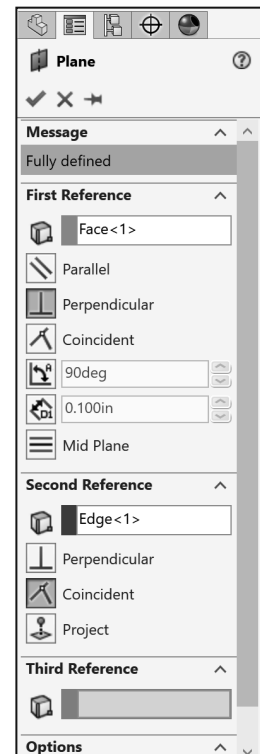 Plane
Message
Fully defined
First Reference
Face<1>
Parallel
Perpendicular
Coincident
90deg
0.100in
Mid Plane
Second Reference
Edge<1>
Perpendicular
Coincident
Project
Third Reference
Options